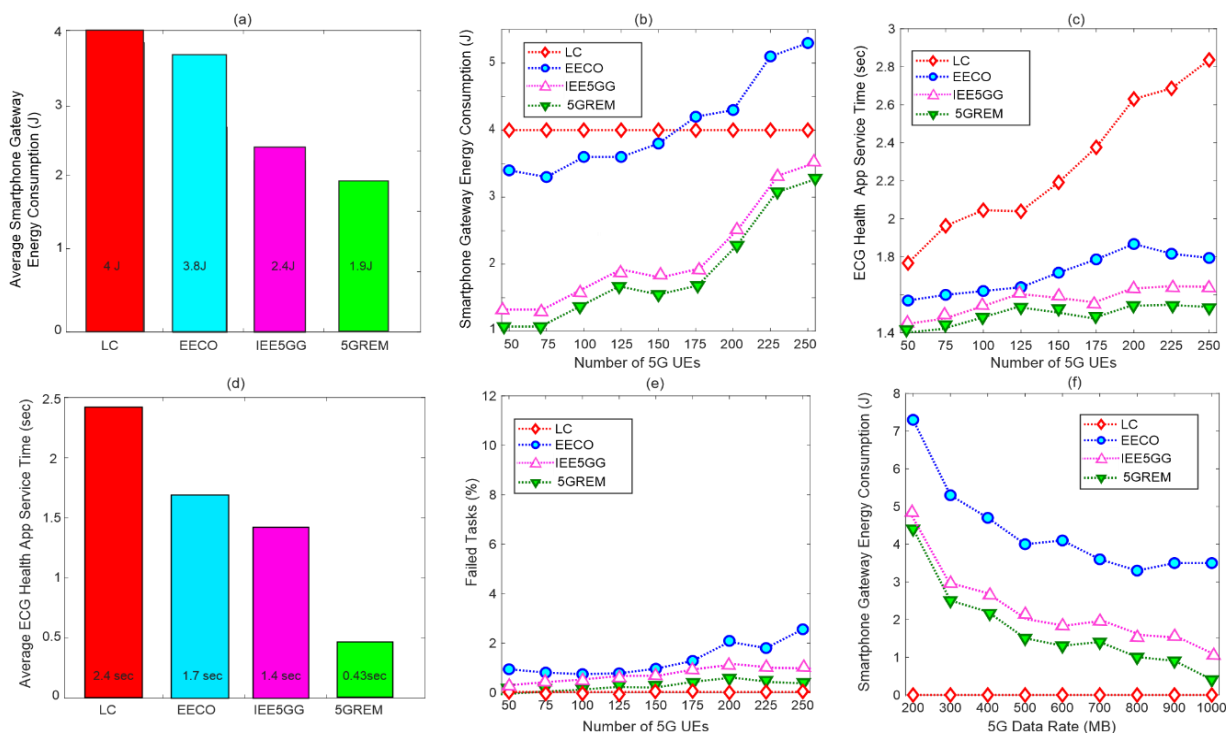 (a)
Average Smartphone Gateway
Energy Consumption (J)
4
3
2
1
0
4 J
3.8J
2.4J
1.9J
LC EECO IEE5GG 5GREM
(b)
Smartphone Gateway Energy Consumption (J)
5
4
3
2
1
LC
EECO
IEE5GG
5GREM
50 75 100 125 150 175 200 225 250
Number of 5G UEs
(c)
ECG Health App Service Time (sec)
3
2.8
2.6
2.4
2.2
2
1.8
1.6
1.4
LC
EECO
IEE5GG
5GREM
50 75 100 125 150 175 200 225 250
Number of 5G UEs
(d)
Average ECG Health App Service Time (sec)
2.5
2
1.5
1
0.5
0
2.4 sec
1.7 sec
1.4 sec
0.43sec
LC EECO IEE5GG 5GREM
(e)
Failed Tasks (%)
12
10
8
6
4
2
0
LC
EECO
IEE5GG
5GREM
50 75 100 125 150 175 200 225 250
Number of 5G UEs
(f)
Smartphone Gateway Energy Consumption (J)
8
7
6
5
4
3
2
1
0
LC
EECO
IEE5GG
5GREM
200 300 400 500 600 700 800 900 1000
5G Data Rate (MB)